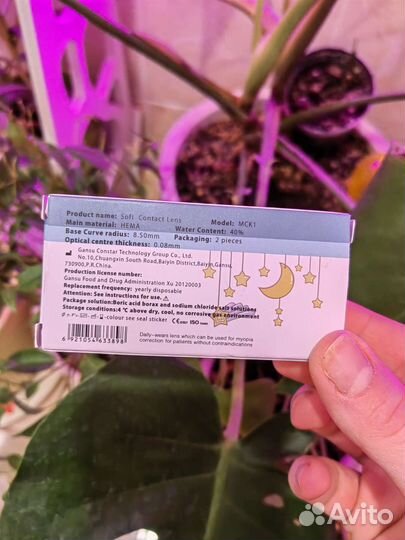 Product name: Soft Contact Lens Model: MCK1
Main material: HEMA Water Content: 40%
Base Curve radius: 8.50mm Packaging: 2 pieces
Optical centre thickness: 0.08mm
Gansu Constar Technology Group Co., Ltd.
No.10,Chuangxin South Road,Baiyin District,Baiyin,Gansu,
730900,P.R.China.
Production license number:
Gansu Food and Drug Administration Xu 20120003
Replacement frequency: yearly disposable
Attention: See instructions for use.
Package solution:Boric acid borax and sodium chloride salt solutions
Storage conditions:4 ℃ above dry, cool, no corrosive gas environment
-colour see seal sticker CE ISO
6921054633898
Daily-wears lens which can be used for myopia
correction for patients without contraindications
Avito